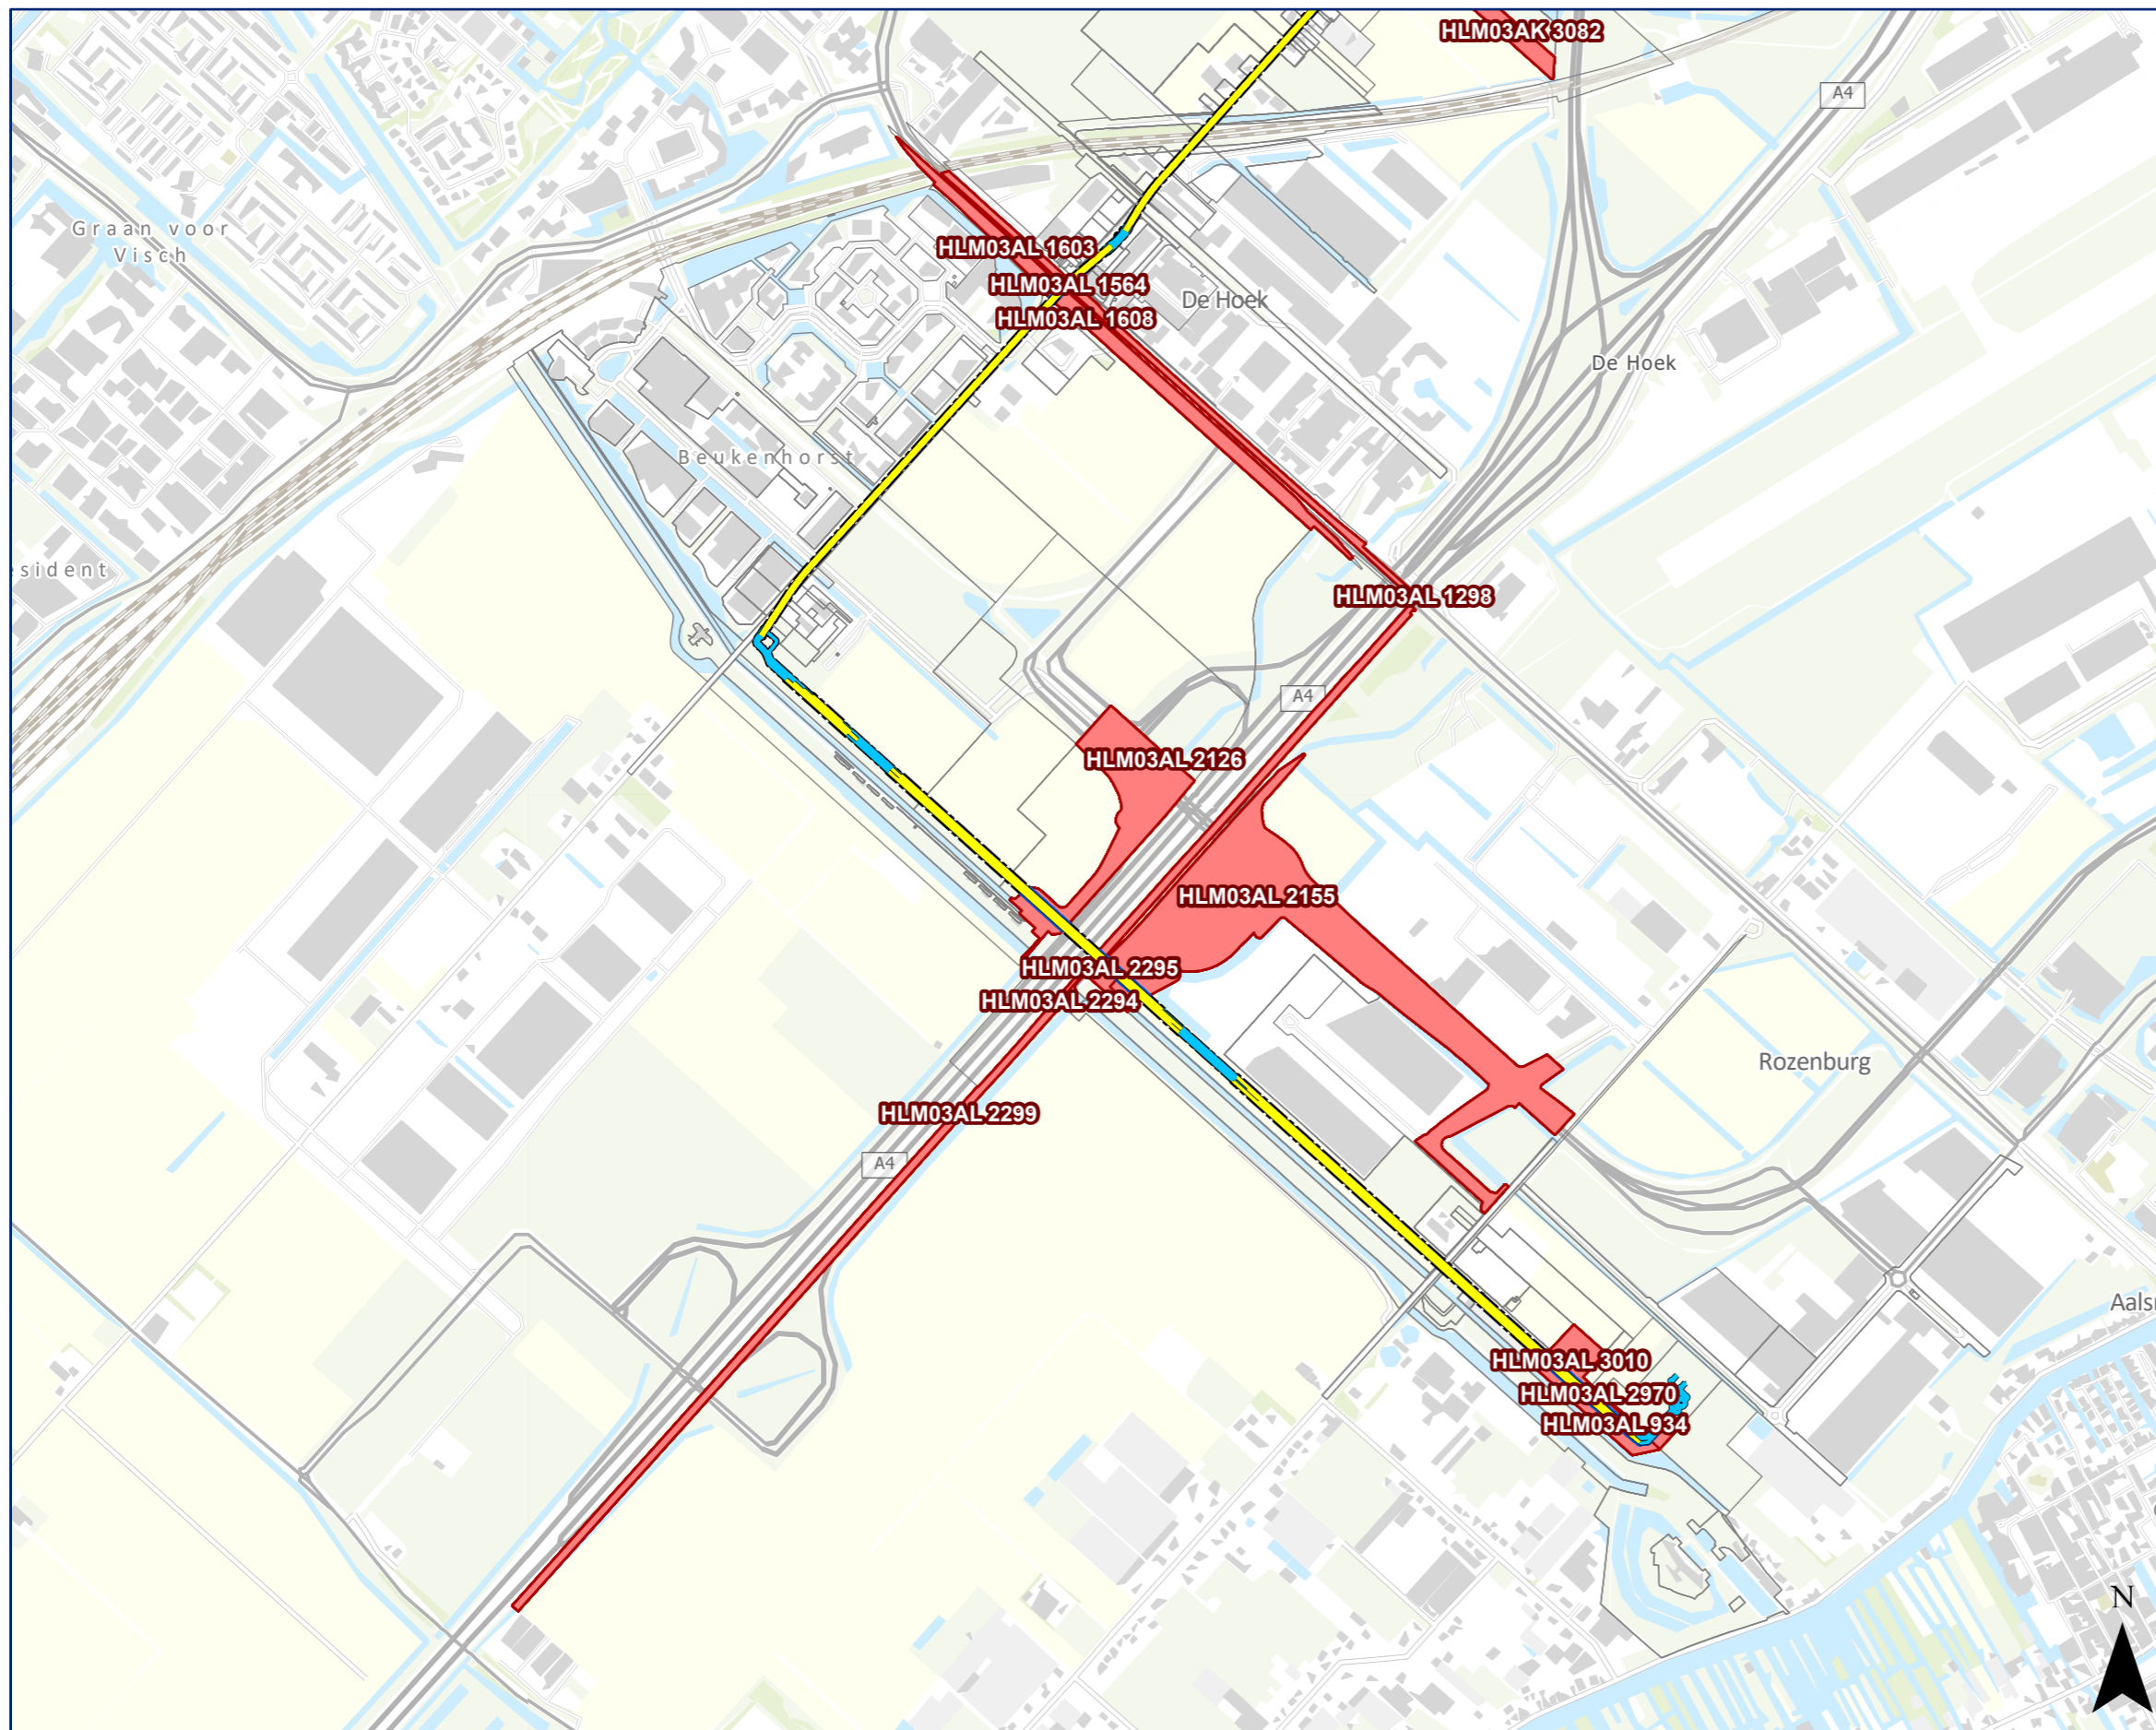 HLM03AK 3082
A4
Graan voor
Visch
HLM03AL 1603
HLM03AL 1564
De Hoek
HLM03AL 1608
De Hoek
Beukenhorst
sident
HLM03AL 1298
A4
HLM03AL 2126
HLM03AL 2155
HLM03AL 2295
HLM03AL 2294
Rozenburg
HLM03AL 2299
A4
Aals
HLM03AL 3010
HLM03AL 2970
HLM03AL 934
N